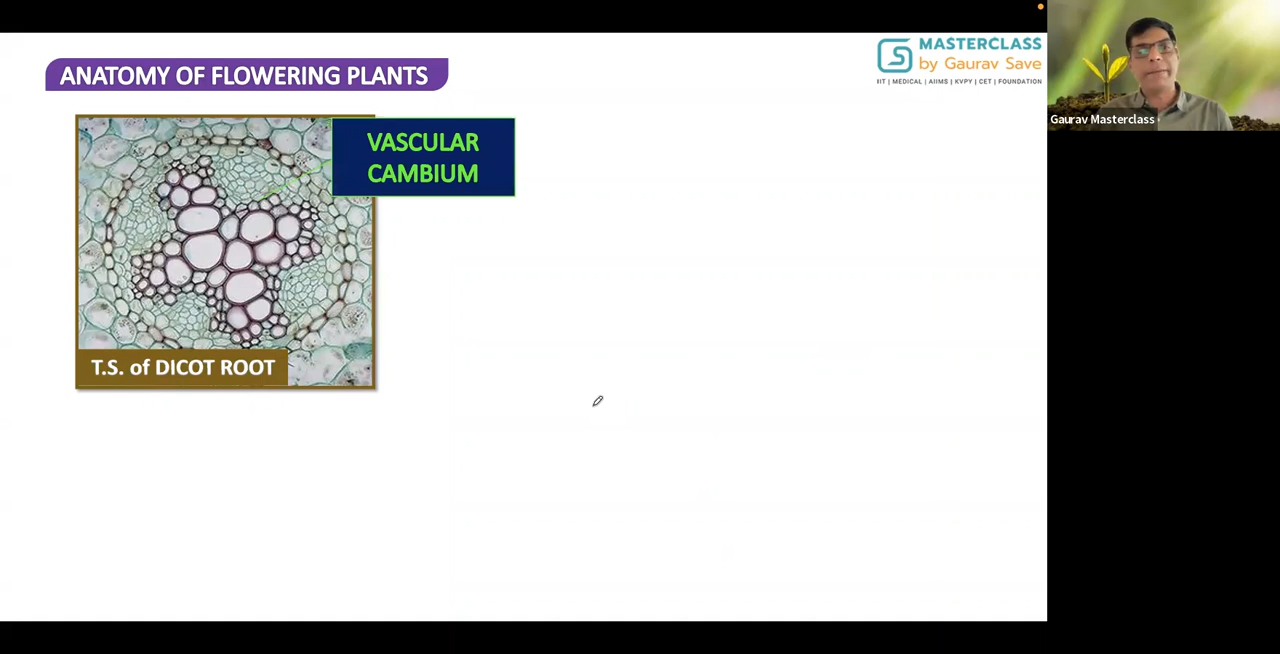 ANATOMY OF FLOWERING PLANTS
MASTERCLASS
by Gaurav Save
IIT | MEDICAL | AIIMS | KVPY | CET | FOUNDATION
Gaurav Masterclass
VASCULAR
CAMBIUM
T.S. of DICOT ROOT